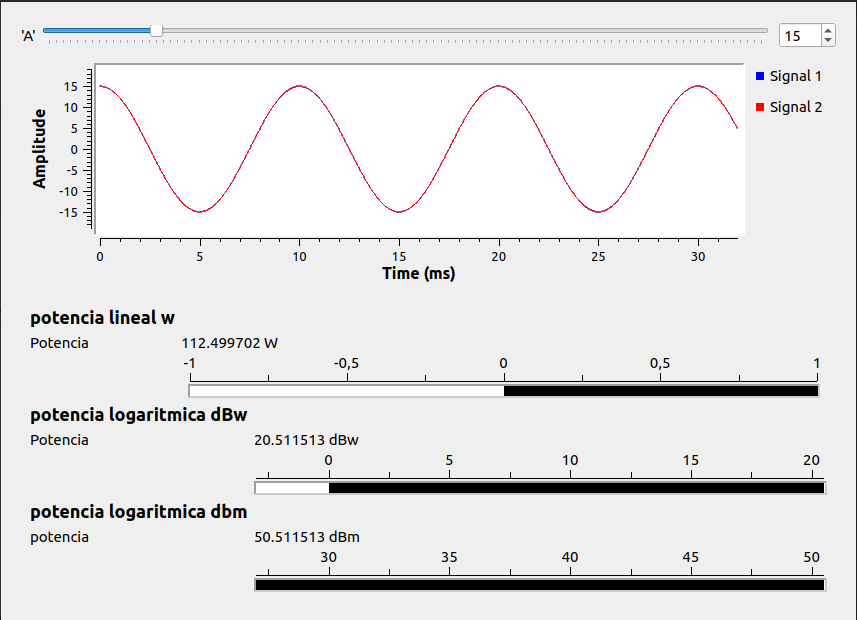 'A'
15
Signal 1
Signal 2
Amplitude
15
10
5
0
-5
-10
-15
0 5 10 15 20 25 30
Time (ms)
potencia lineal w
Potencia 112.499702 W
-1 -0,5 0 0,5 1
potencia logaritmica dBw
Potencia 20.511513 dBw
0 5 10 15 20
potencia logaritmica dbm
potencia 50.511513 dBm
30 35 40 45 50